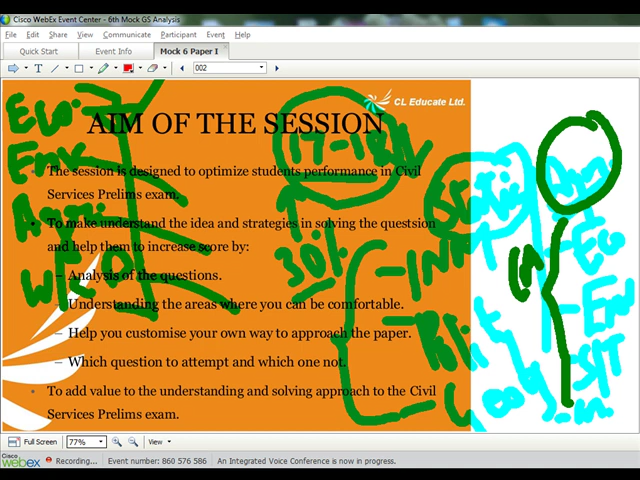 Cisco WebEx Event Center - 6th Mock GS Analysis
File Edit Share View Communicate Participant Event Help
Quick Start Event Info Mock 6 Paper I
T 002
CL Educate Ltd.
AIM OF THE SESSION
• The session is designed to optimize students performance in Civil
Services Prelims exam.
• To make understand the idea and strategies in solving the questsion
and help them to increase score by:
– Analysis of the questions.
– Understanding the areas where you can be comfortable.
– Help you customise your own way to approach the paper.
– Which question to attempt and which one not.
• To add value to the understanding and solving approach to the Civil
Services Prelims exam.
30%
S/T
Full Screen 77% View
Cisco
webex Recording... Event number: 860 576 586 An Integrated Voice Conference is now in progress.